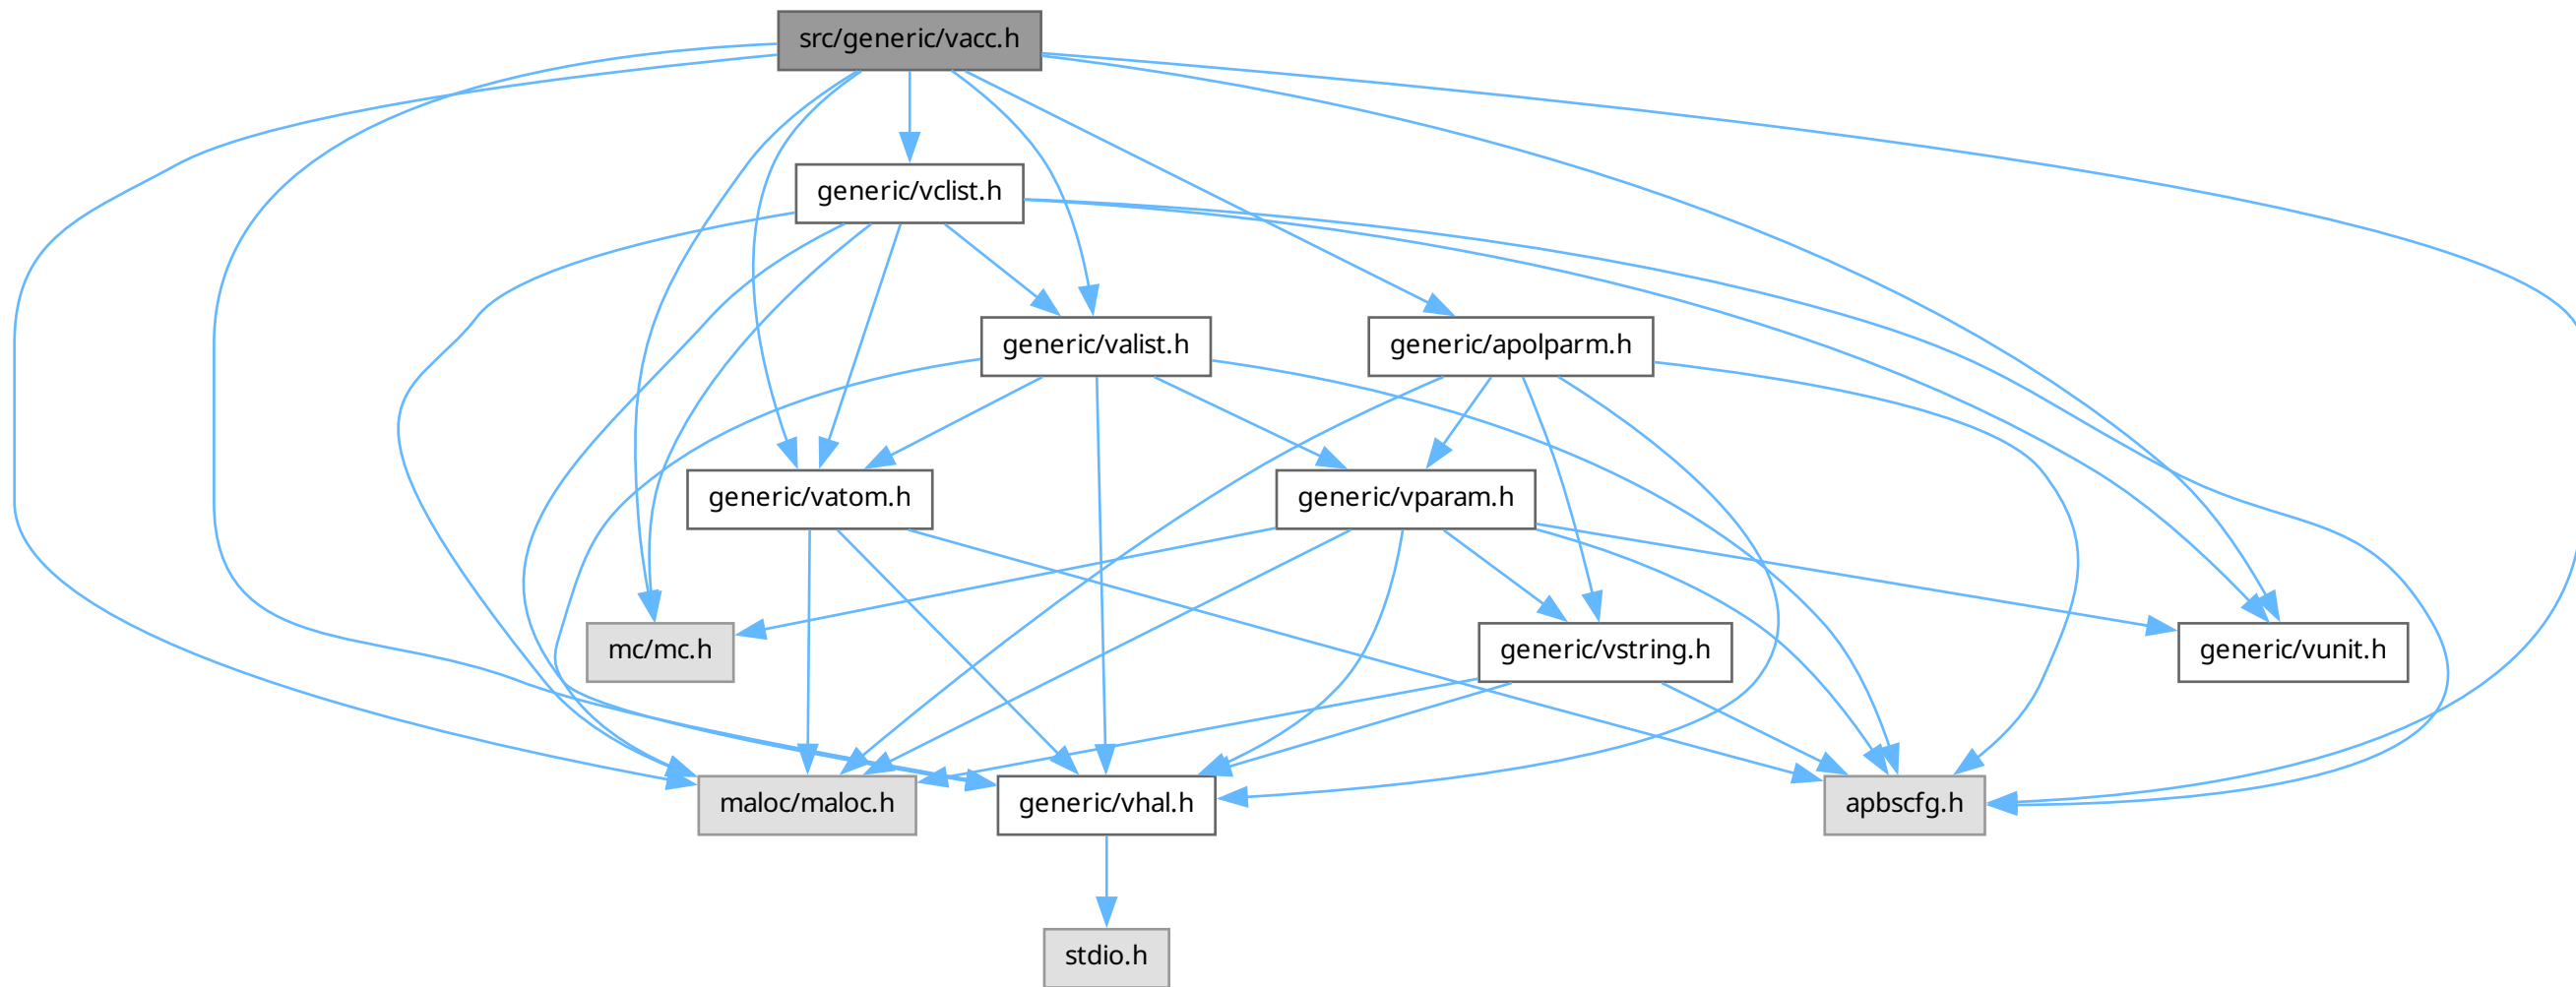 src/generic/vacc.h
generic/vclist.h
generic/valist.h
generic/apolparm.h
generic/vatom.h
generic/vparam.h
mc/mc.h
generic/vstring.h
generic/vunit.h
maloc/maloc.h
generic/vhal.h
apbscfg.h
stdio.h